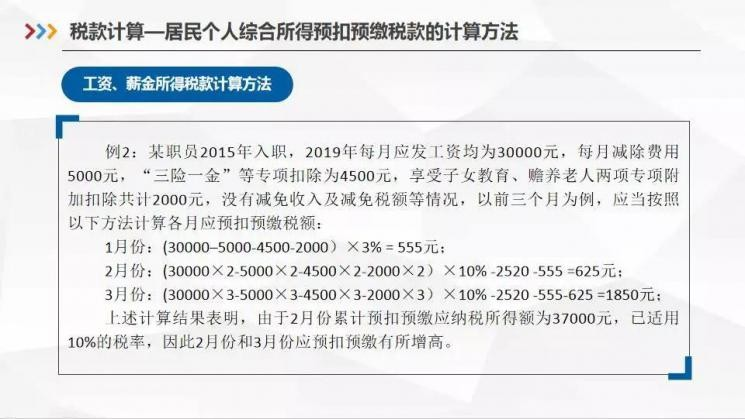 税款计算—居民个人综合所得预扣预缴税款的计算方法
工资、薪金所得税款计算方法
例2：某职员2015年入职，2019年每月应发工资均为30000元，每月减除费用
5000元，“三险一金”等专项扣除为4500元，享受子女教育、赡养老人两项专项附
加扣除共计2000元，没有减免收入及减免税额等情况，以前三个月为例，应当按照
以下方法计算各月应预扣预缴税额：
1月份：(30000–5000-4500-2000）×3% = 555元；
2月份：(30000×2-5000×2-4500×2-2000×2）×10% -2520 -555 =625元；
3月份：(30000×3-5000×3-4500×3-2000×3）×10% -2520 -555-625 =1850元；
上述计算结果表明，由于2月份累计预扣预缴应纳税所得额为37000元，已适用
10%的税率，因此2月份和3月份应预扣预缴有所增高。